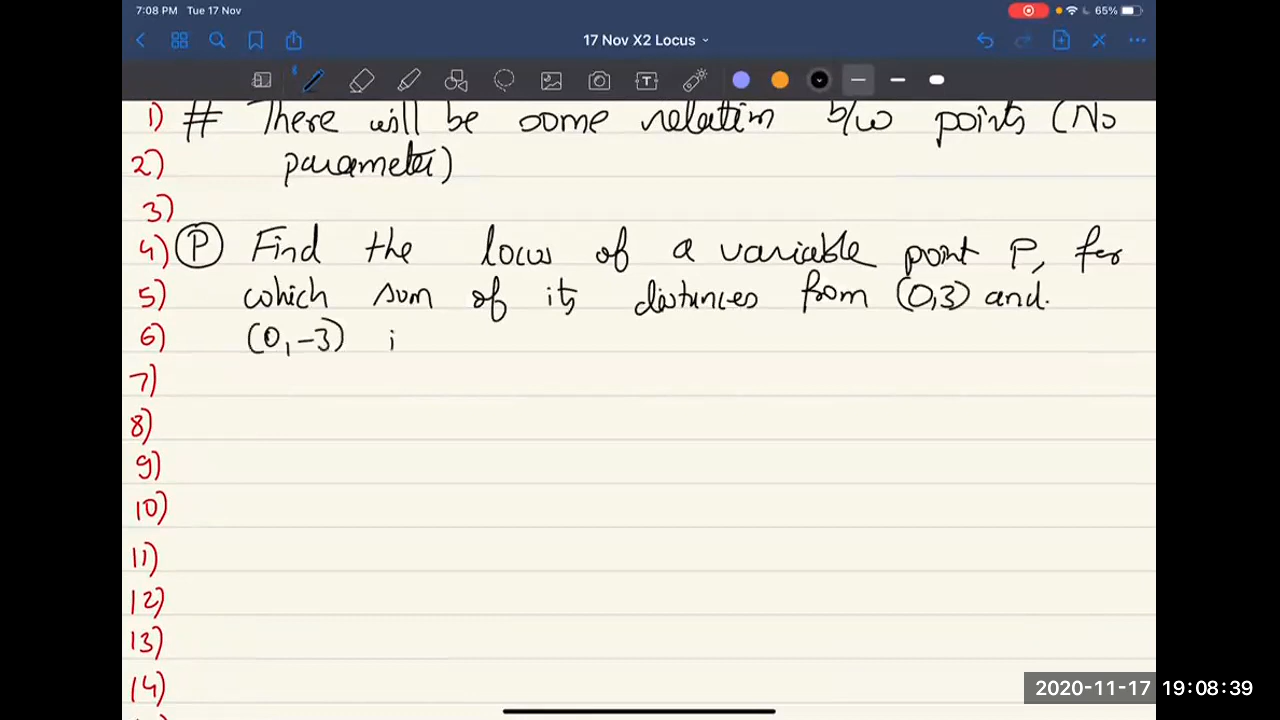 7:08 PM Tue 17 Nov
65%
17 Nov X2 Locus
1) # There will be some relation b/w points (No
2) parameter)
3)
4) P Find the locus of a variable point P, for
5) which sum of its distances from (0,3) and
6) (0,-3) i
7)
8)
9)
10)
11)
12)
13)
14)
2020-11-17 19:08:39